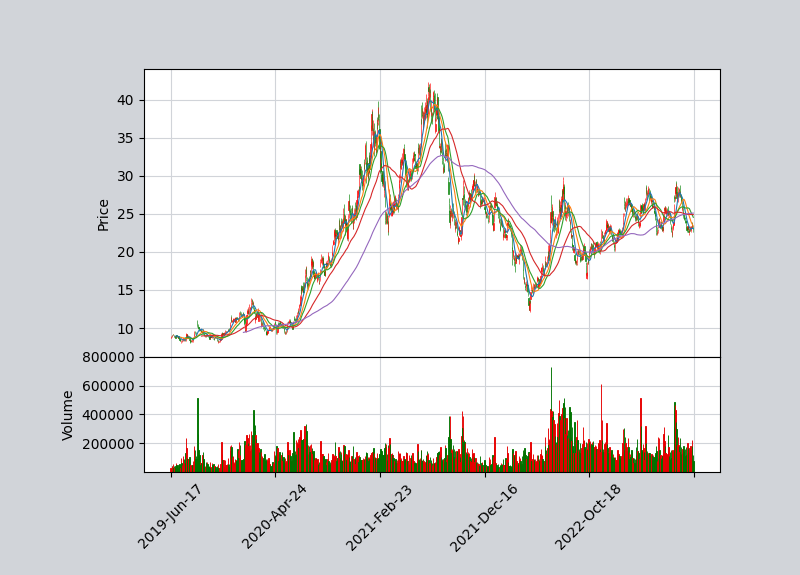 40
35
30
25
20
15
10
Price
800000
600000
400000
200000
Volume
2019-Jun-17
2020-Apr-24
2021-Feb-23
2021-Dec-16
2022-Oct-18